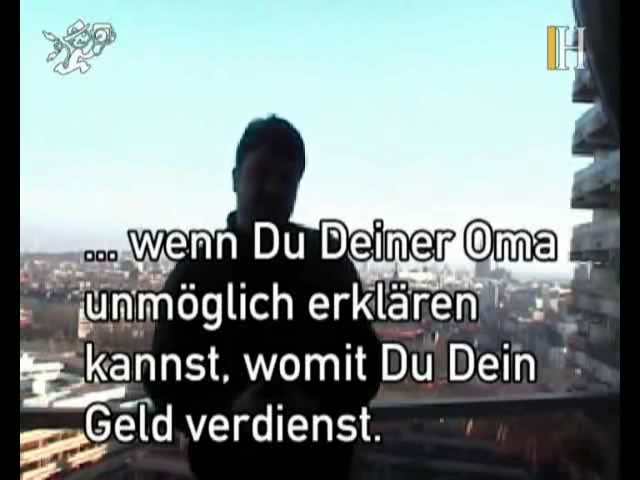 H
... wenn Du Deiner Oma
unmöglich erklären
kannst, womit Du Dein
Geld verdienst.